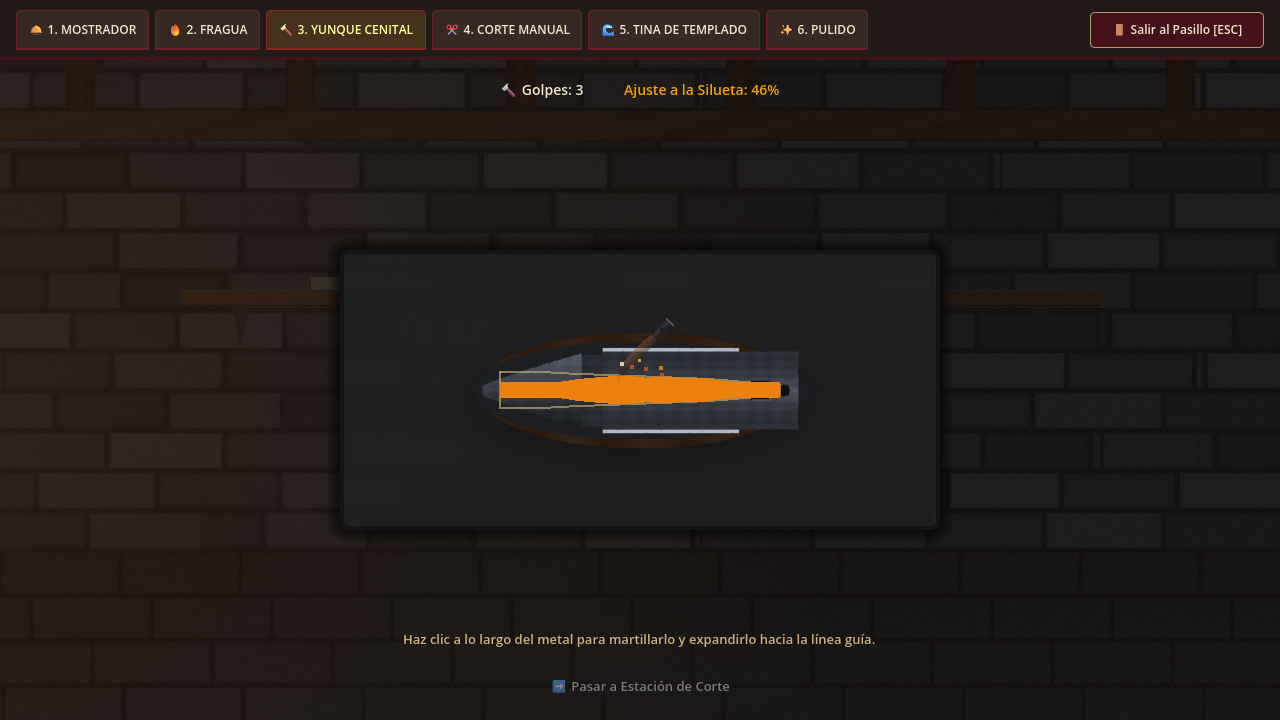 1. MOSTRADOR
2. FRAGUA
3. YUNQUE CENITAL
4. CORTE MANUAL
5. TINA DE TEMPLADO
6. PULIDO
Salir al Pasillo [ESC]
Golpes: 3
Ajuste a la Silueta: 46%
Haz clic a lo largo del metal para martillarlo y expandirlo hacia la línea guía.
Pasar a Estación de Corte